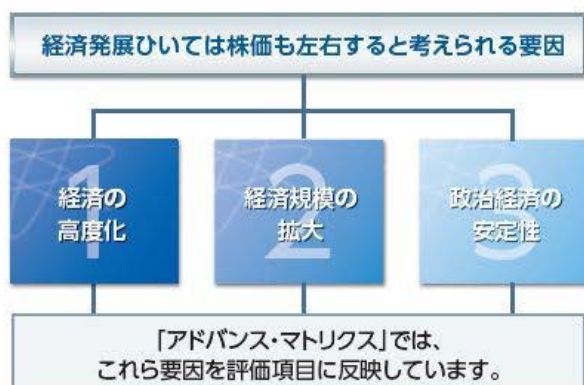 経済発展ひいては株価も左右すると考えられる要因
1
経済の
高度化
2
経済規模の
拡大
3
政治経済の
安定性
「アドバンス・マトリクス」では、
これら要因を評価項目に反映しています。